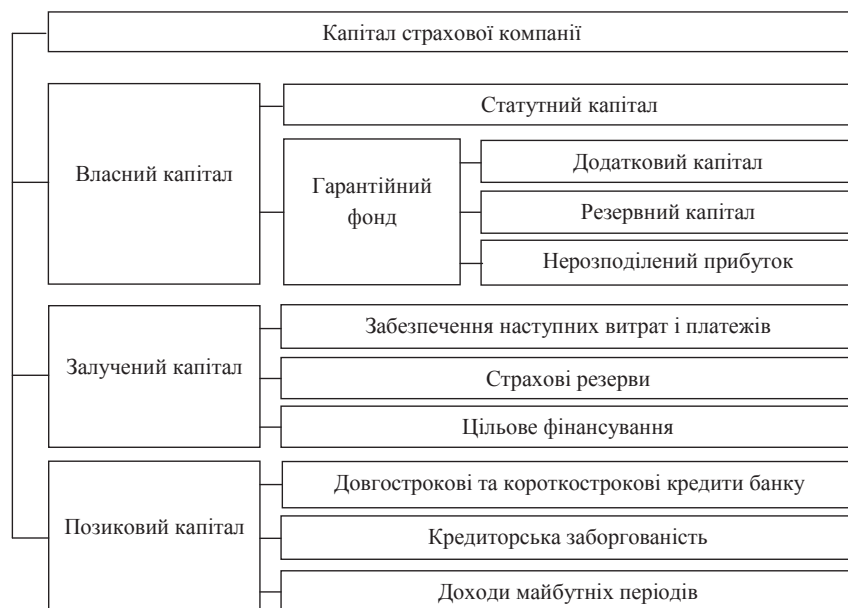 Капітал страхової компанії
Власний капітал
Статутний капітал
Гарантійний
фонд
Додатковий капітал
Резервний капітал
Нерозподілений прибуток
Залучений капітал
Забезпечення наступних витрат і платежів
Страхові резерви
Цільове фінансування
Позиковий капітал
Довгострокові та короткострокові кредити банку
Кредиторська заборгованість
Доходи майбутніх періодів